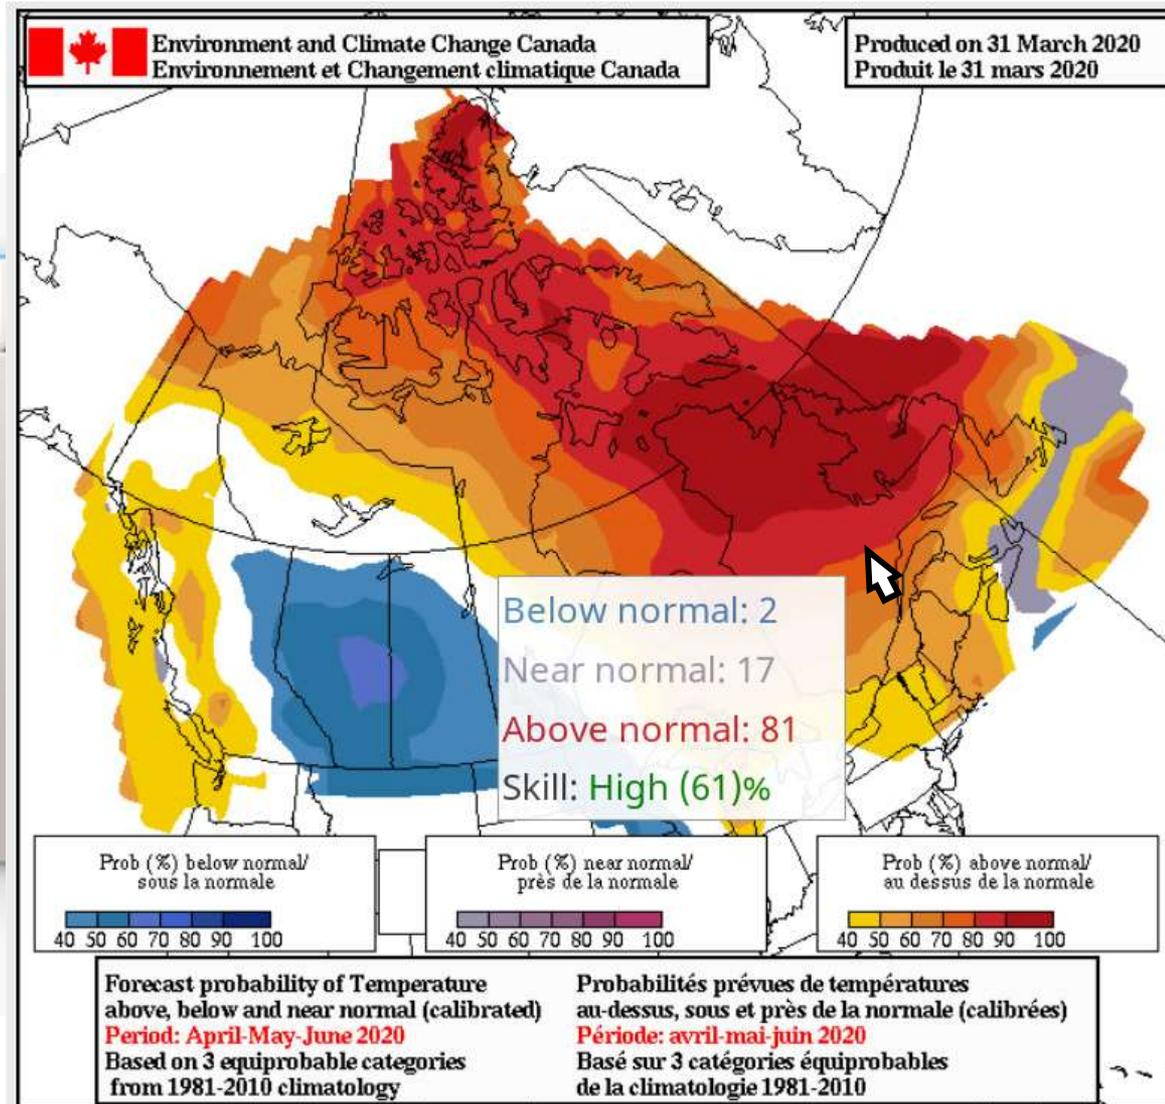 Environment and Climate Change Canada
Environnement et Changement climatique Canada
Produced on 31 March 2020
Produit le 31 mars 2020
Below normal: 2
Near normal: 17
Above normal: 81
Skill: High (61)%
Prob (%) below normal/
sous la normale
40 50 60 70 80 90 100
Prob (%) near normal/
près de la normale
40 50 60 70 80 90 100
Prob (%) above normal/
au dessus de la normale
40 50 60 70 80 90 100
Forecast probability of Temperature
above, below and near normal (calibrated)
Period: April-May-June 2020
Based on 3 equiprobable categories
from 1981-2010 climatology
Probabilités prévues de températures
au-dessus, sous et près de la normale (calibrées)
Période: avril-mai-juin 2020
Basé sur 3 catégories équiprobables
de la climatologie 1981-2010